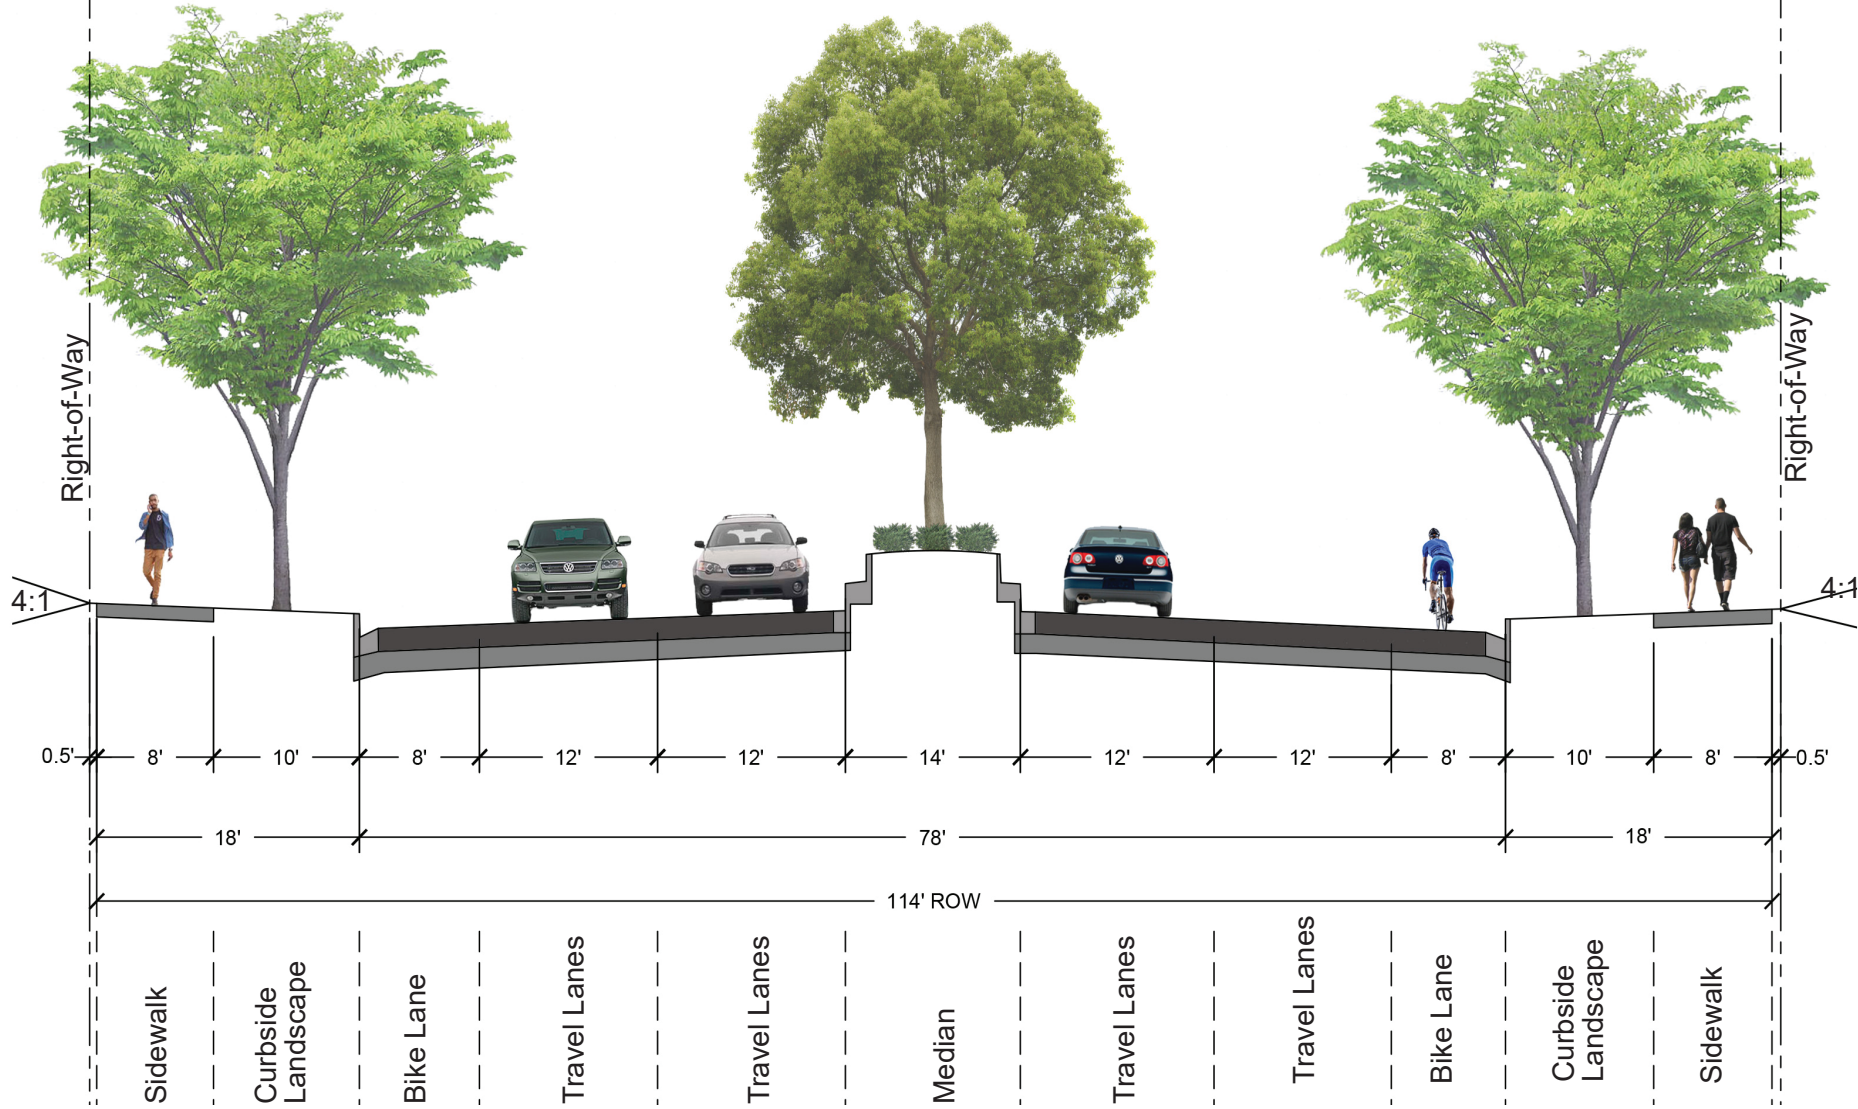 Right-of-Way
Right-of-Way
4:1
4:1
0.5'
8'
10'
8'
12'
12'
14'
12'
12'
8'
10'
8'
0.5'
18'
78'
18'
114' ROW
Sidewalk
Curbside
Landscape
Bike Lane
Travel Lanes
Travel Lanes
Median
Travel Lanes
Travel Lanes
Bike Lane
Curbside
Landscape
Sidewalk